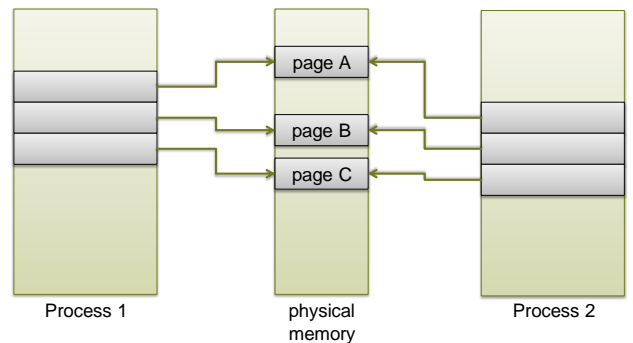 page A
page B
page C
Process 1
physical
memory
Process 2